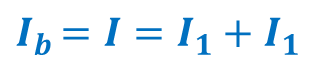 I_b = I = I_1 + I_1